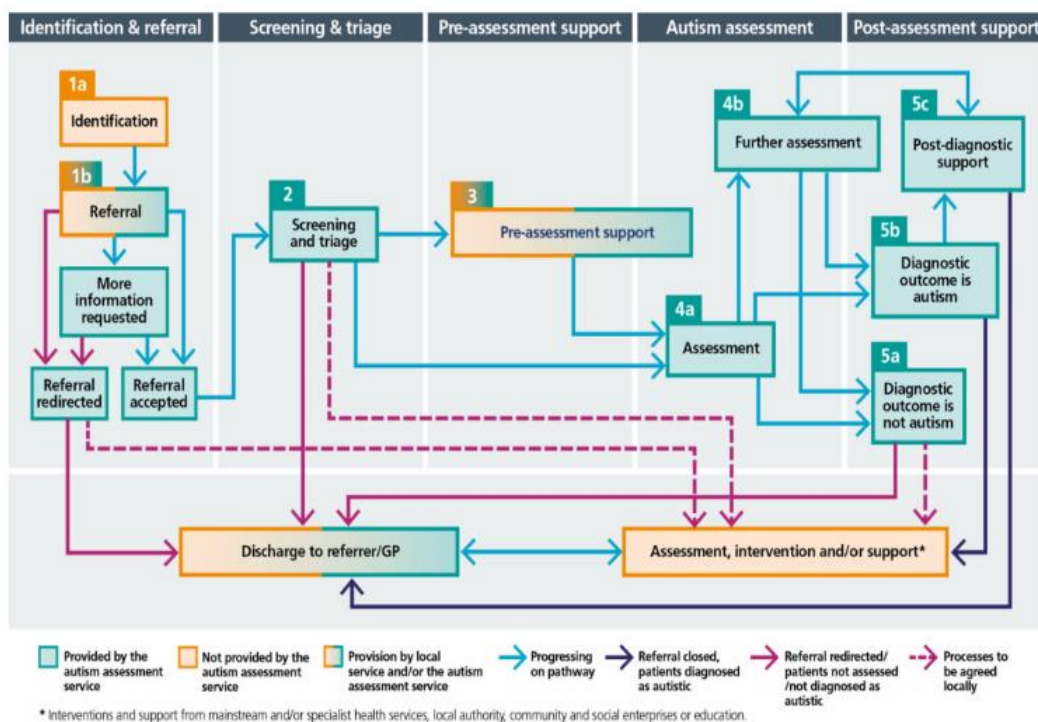 Identification & referral
Screening & triage
Pre-assessment support
Autism assessment
Post-assessment support
1a
Identification
1b
Referral
More
information
requested
Referral
redirected
Referral
accepted
2
Screening
and triage
3
Pre-assessment support
4b
Further assessment
4a
Assessment
5c
Post-diagnostic
support
5b
Diagnostic
outcome is
autism
5a
Diagnostic
outcome is
not autism
Discharge to referrer/GP
Assessment, intervention and/or support*
Provided by the
autism assessment
service
Not provided by the
autism assessment
service
Provision by local
service and/or the autism
assessment service
Progressing
on pathway
Referral closed,
patients diagnosed
as autistic
Referral redirected/
patients not assessed
/not diagnosed as
autistic
Processes to
be agreed
locally
* Interventions and support from mainstream and/or specialist health services, local authority, community and social enterprises or education.